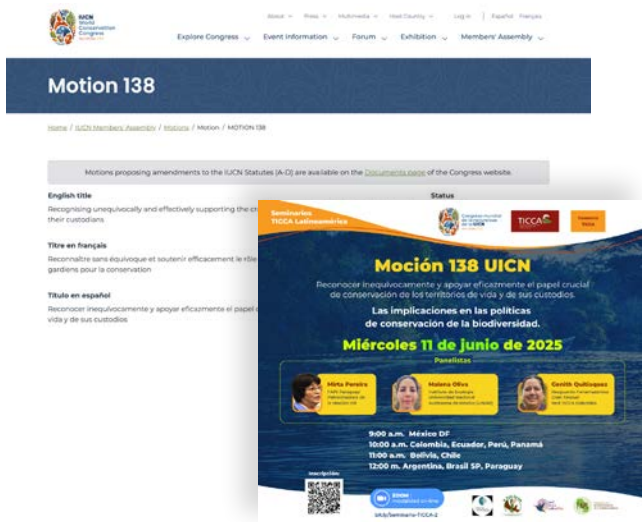 IUCN
World
Conservation
Congress
About Press Multimedia Host Country Log in Español Français
Explore Congress Event Information Forum Exhibition Members' Assembly
Motion 138
Home / IUCN Members' Assembly / Motions / Motion / MOTION 138
Motions proposing amendments to the IUCN Statutes (A-D) are available on the Documents page of the Congress website.
English title
Recognising unequivocally and effectively supporting the
their custodians
Status
Titre en français
Reconnaître sans équivoque et soutenir efficacement le rôle
gardiens pour la conservation
Título en español
Reconocer inequívocamente y apoyar eficazmente el papel
vida y de sus custodios
Seminarios
TICCA Latinoamérica
TICCA
Moción 138 UICN
Reconocer inequívocamente y apoyar eficazmente el papel crucial
de conservación de los territorios de vida y de sus custodios.
Las implicaciones en las políticas
de conservación de la biodiversidad.
Miércoles 11 de junio de 2025
Panelistas
Mirta Pereira
Malena Oliva
Genith Quitiaquez
9:00 a.m. México DF
10:00 a.m. Colombia, Ecuador, Perú, Panamá
11:00 a.m. Bolivia, Chile
12:00 m. Argentina, Brasil SP, Paraguay
Inscripción:
ZOOM